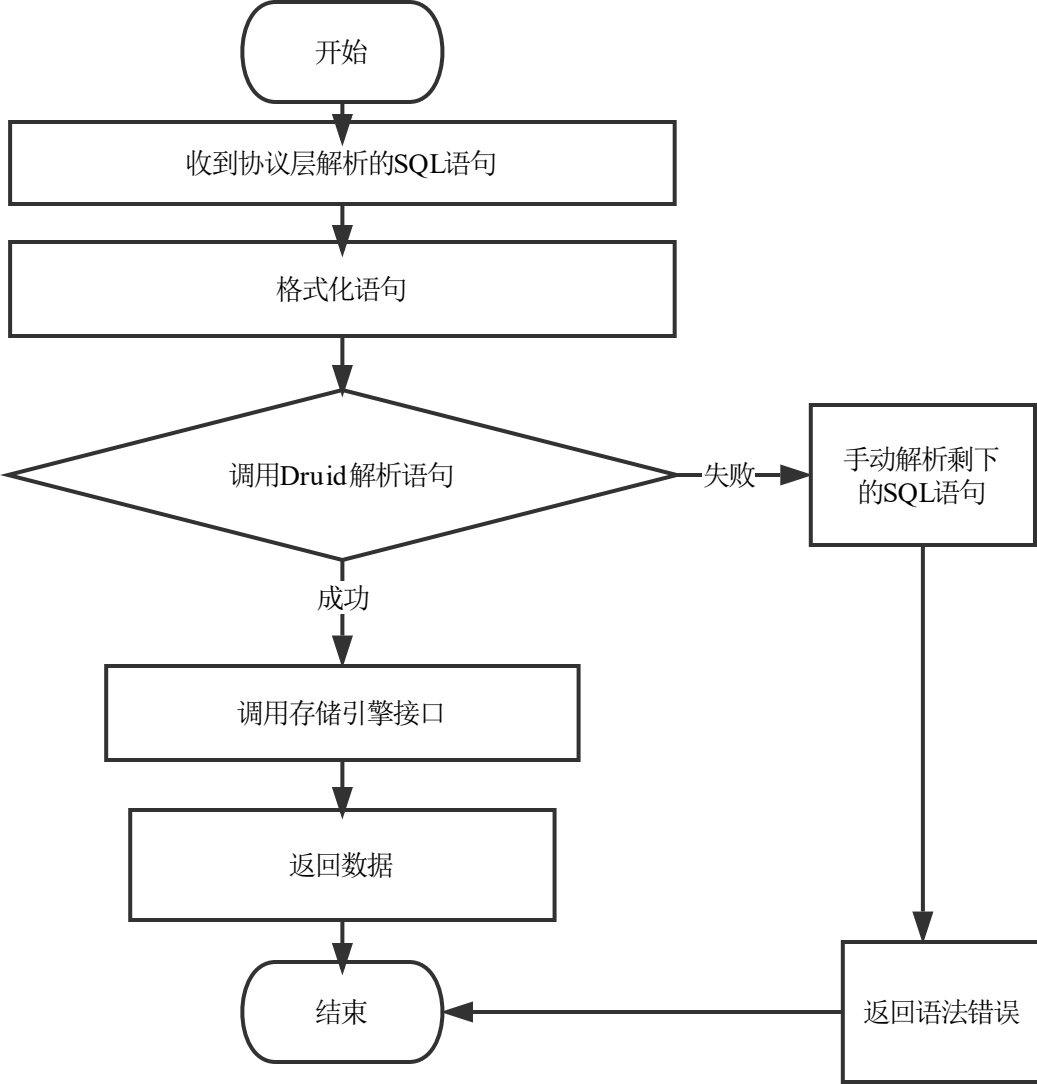 开始
收到协议层解析的SQL语句
格式化语句
调用Druid解析语句
失败
手动解析剩下
的SQL语句
成功
调用存储引擎接口
返回数据
结束
返回语法错误